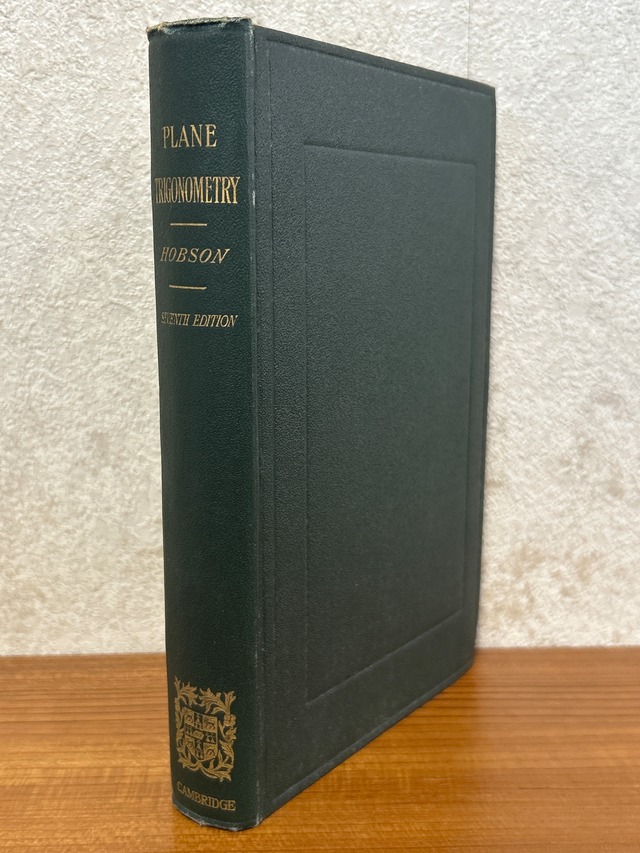 PLANE
TRIGONOMETRY
HOBSON
SEVENTH EDITION
CAMBRIDGE